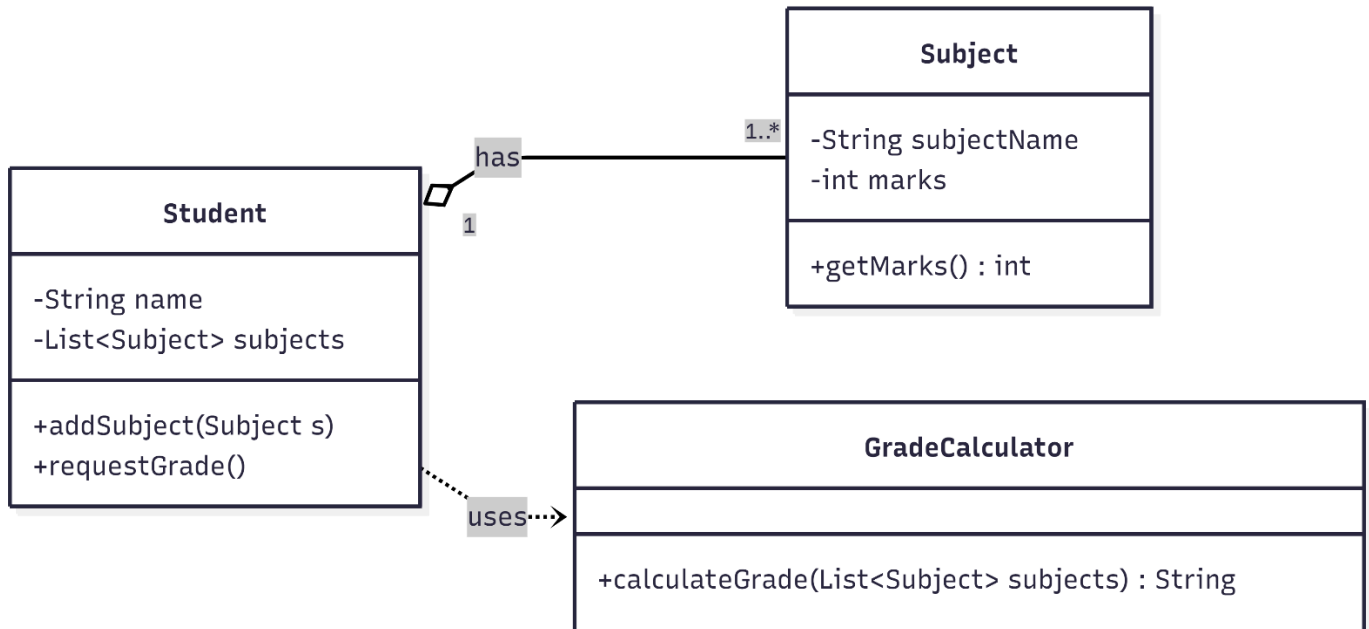 Student
-String name
-List<Subject> subjects
+addSubject(Subject s)
+requestGrade()
has
1
1..*
Subject
-String subjectName
-int marks
+getMarks() : int
uses
GradeCalculator
+calculateGrade(List<Subject> subjects) : String